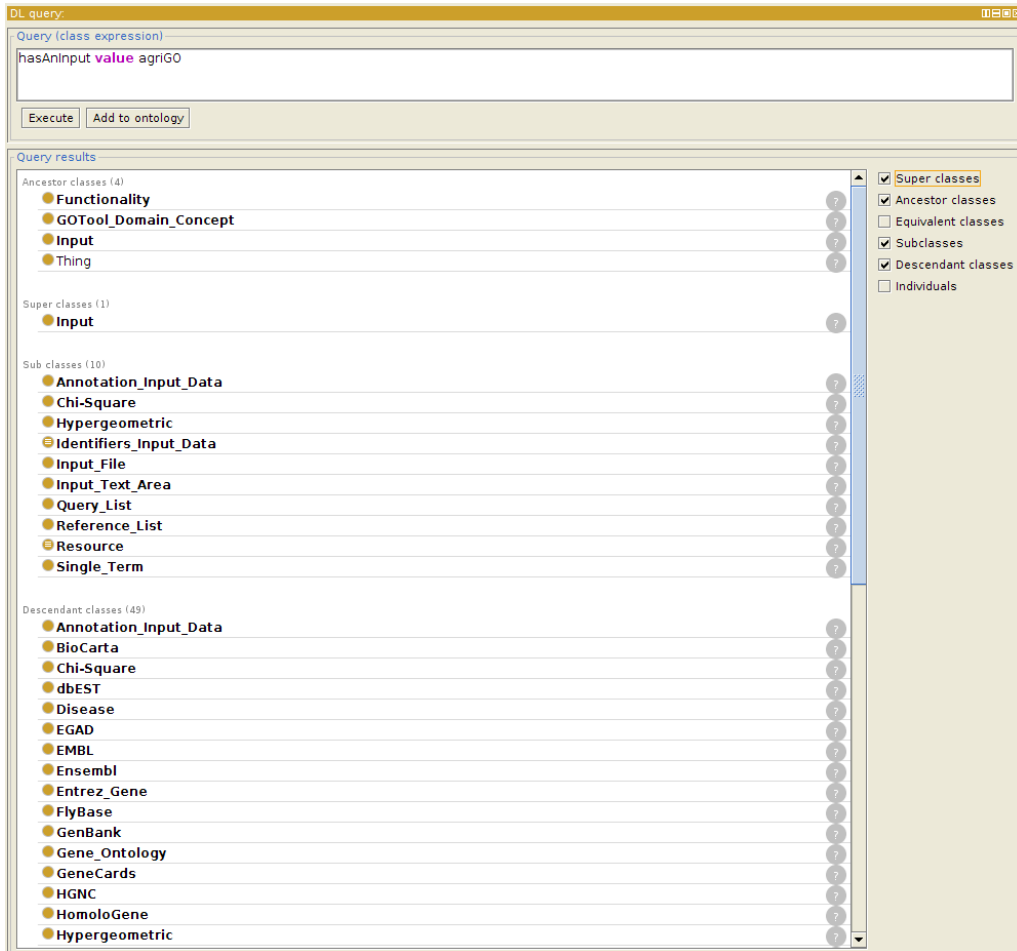 DL query:
Query (class expression)
hasAnInput value agriGO
Execute Add to ontology
Query results
Ancestor classes (4)
Functionality ?
GOTool_Domain_Concept ?
Input ?
Thing ?
Super classes (1)
Input ?
Sub classes (10)
Annotation_Input_Data ?
Chi-Square ?
Hypergeometric ?
Identifiers_Input_Data ?
Input_File ?
Input_Text_Area ?
Query_List ?
Reference_List ?
Resource ?
Single_Term ?
Descendant classes (49)
Annotation_Input_Data ?
BioCarta ?
Chi-Square ?
dbEST ?
Disease ?
EGAD ?
EMBL ?
Ensembl ?
Entrez_Gene ?
FlyBase ?
GenBank ?
Gene_Ontology ?
GeneCards ?
HGNC ?
HomoloGene ?
Hypergeometric ?
Super classes
Ancestor classes
Equivalent classes
Subclasses
Descendant classes
Individuals